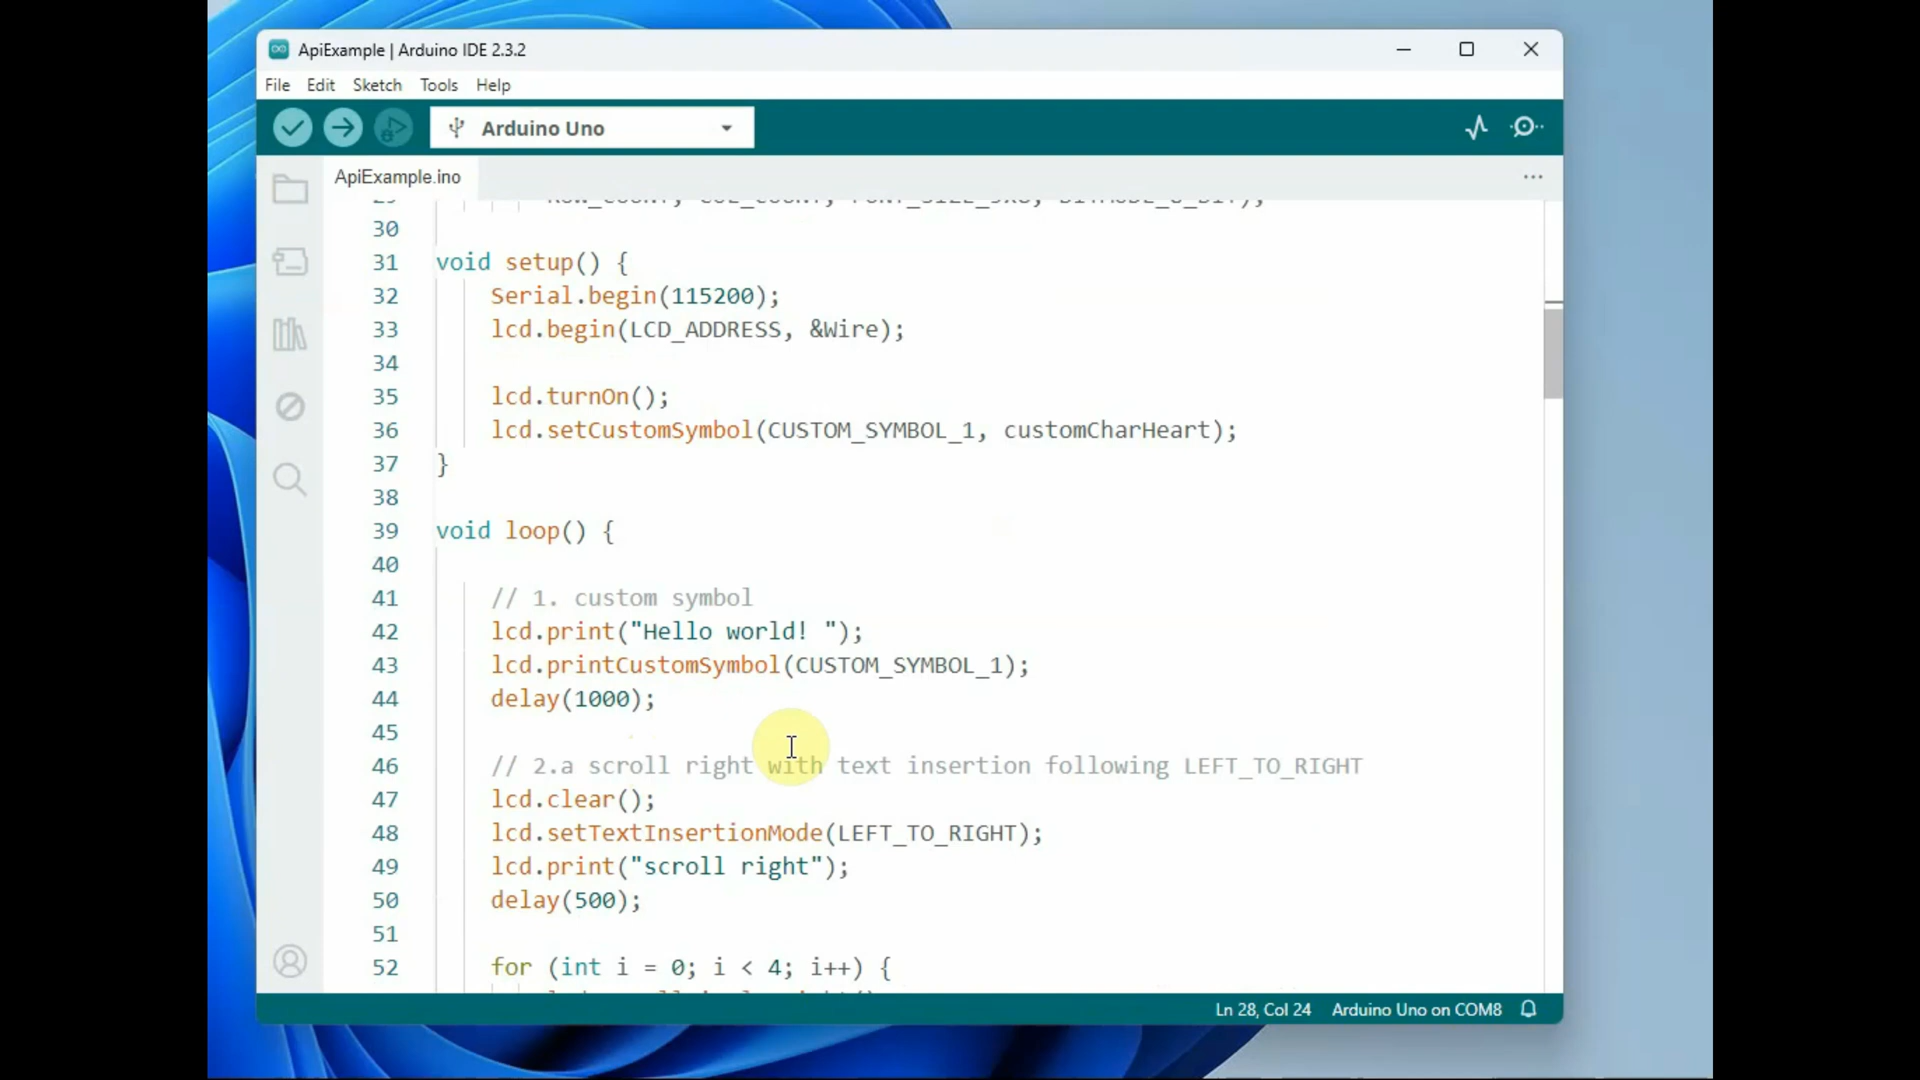 ApiExample | Arduino IDE 2.3.2
File Edit Sketch Tools Help
Arduino Uno
ApiExample.ino
30
31 void setup() {
32 Serial.begin(115200);
33 lcd.begin(LCD_ADDRESS, &Wire);
34
35 lcd.turnOn();
36 lcd.setCustomSymbol(CUSTOM_SYMBOL_1, customCharHeart);
37 }
38
39 void loop() {
40
41 // 1. custom symbol
42 lcd.print("Hello world! ");
43 lcd.printCustomSymbol(CUSTOM_SYMBOL_1);
44 delay(1000);
45
46 // 2.a scroll right with text insertion following LEFT_TO_RIGHT
47 lcd.clear();
48 lcd.setTextInsertionMode(LEFT_TO_RIGHT);
49 lcd.print("scroll right");
50 delay(500);
51
52 for (int i = 0; i < 4; i++) {
Ln 28, Col 24 Arduino Uno on COM8